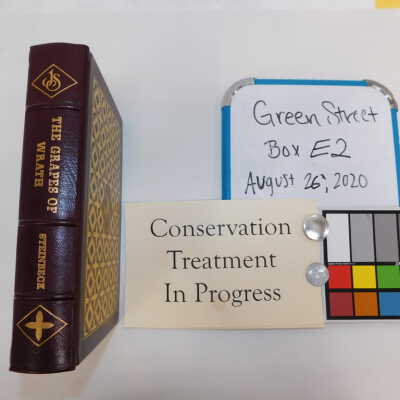 JS
THE GRAPES OF
WRATH
STEINBECK
Green Street
Box E2
August 26, 2020
Conservation
Treatment
In Progress